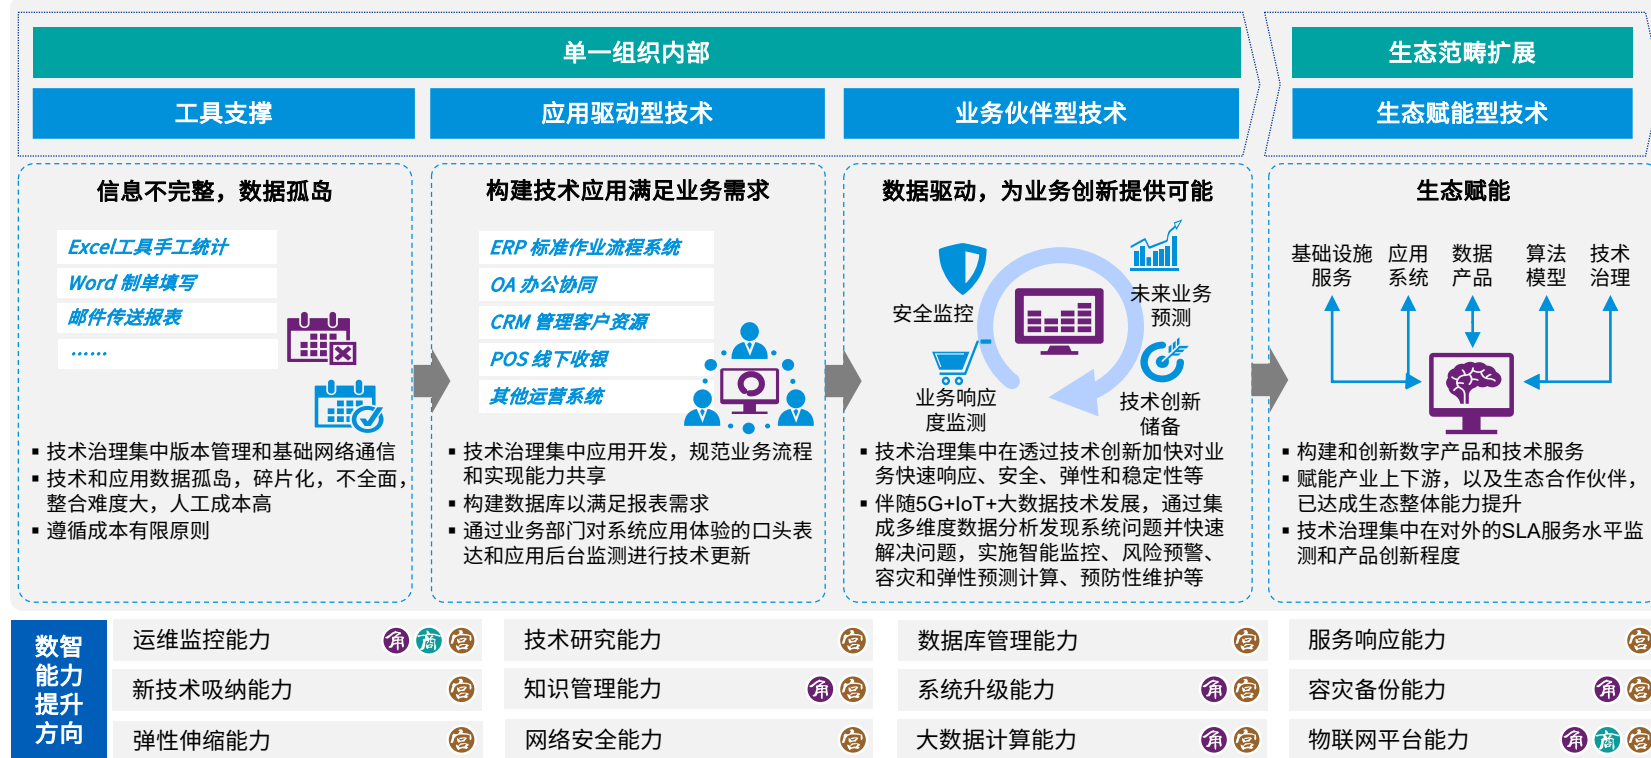 单一组织内部
生态范畴扩展
工具支撑
应用驱动型技术
业务伙伴型技术
生态赋能型技术
信息不完整，数据孤岛
Excel工具手工统计
Word 制单填写
邮件传送报表
……
▪ 技术治理集中版本管理和基础网络通信
▪ 技术和应用数据孤岛，碎片化，不全面，
整合难度大，人工成本高
▪ 遵循成本有限原则
构建技术应用满足业务需求
ERP 标准作业流程系统
OA 办公协同
CRM 管理客户资源
POS 线下收银
其他运营系统
▪ 技术治理集中应用开发，规范业务流程
和实现能力共享
▪ 构建数据库以满足报表需求
▪ 通过业务部门对系统应用体验的口头表
达和应用后台监测进行技术更新
数据驱动，为业务创新提供可能
安全监控
未来业务
预测
业务响应
度监测
技术创新
储备
▪ 技术治理集中在透过技术创新加快对业
务快速响应、安全、弹性和稳定性等
▪ 伴随5G+IoT+大数据技术发展，通过集
成多维度数据分析发现系统问题并快速
解决问题，实施智能监控、风险预警、
容灾和弹性预测计算、预防性维护等
生态赋能
基础设施
服务
应用
系统
数据
产品
算法
模型
技术
治理
▪ 构建和创新数字产品和技术服务
▪ 赋能产业上下游，以及生态合作伙伴，
已达成生态整体能力提升
▪ 技术治理集中在对外的SLA服务水平监
测和产品创新程度
数智
能力
提升
方向
运维监控能力 角 商 宫
技术研究能力 宫
数据库管理能力 宫
服务响应能力 宫
新技术吸纳能力 宫
知识管理能力 角 宫
系统升级能力 角 宫
容灾备份能力 角 宫
弹性伸缩能力 宫
网络安全能力 宫
大数据计算能力 角 宫
物联网平台能力 角 商 宫